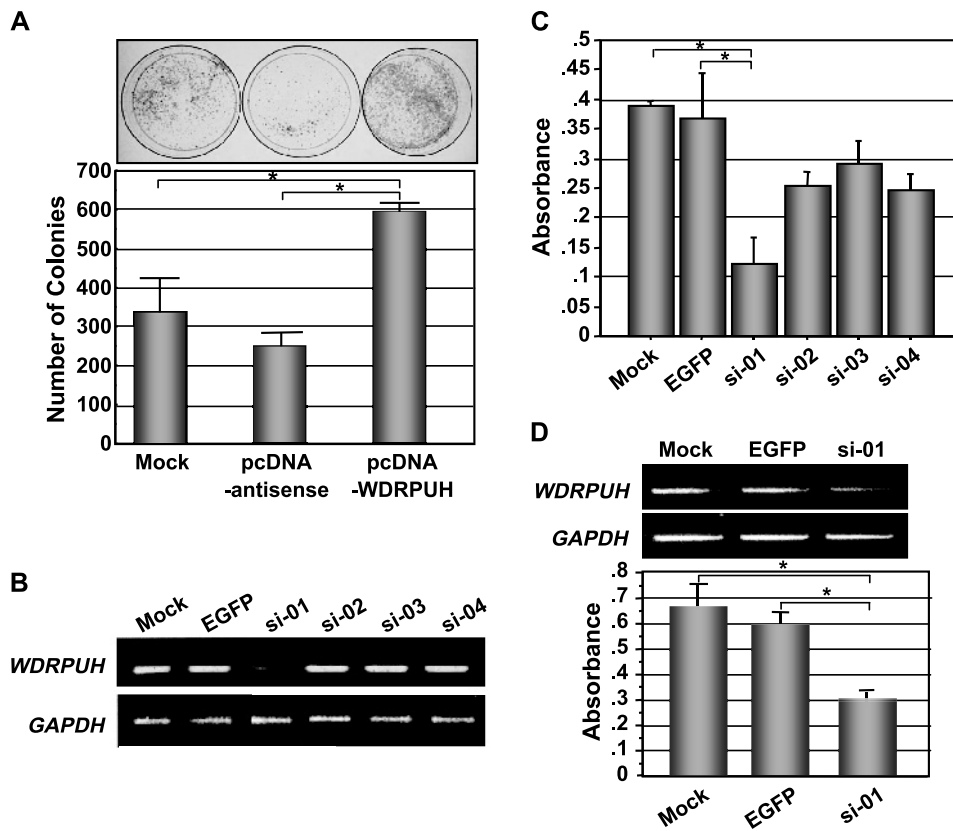 A
*
*
700
600
500
400
300
200
100
0
Number of Colonies
Mock
pcDNA
-antisense
pcDNA
-WDRPUH
B
Mock EGFP si-01 si-02 si-03 si-04
WDRPUH
GAPDH
C
*
*
.5
.45
.4
.35
.3
.25
.2
.15
.1
.05
0
Absorbance
Mock EGFP si-01 si-02 si-03 si-04
D
Mock EGFP si-01
WDRPUH
GAPDH
*
*
.8
.7
.6
.5
.4
.3
.2
.1
0
Absorbance
Mock EGFP si-01